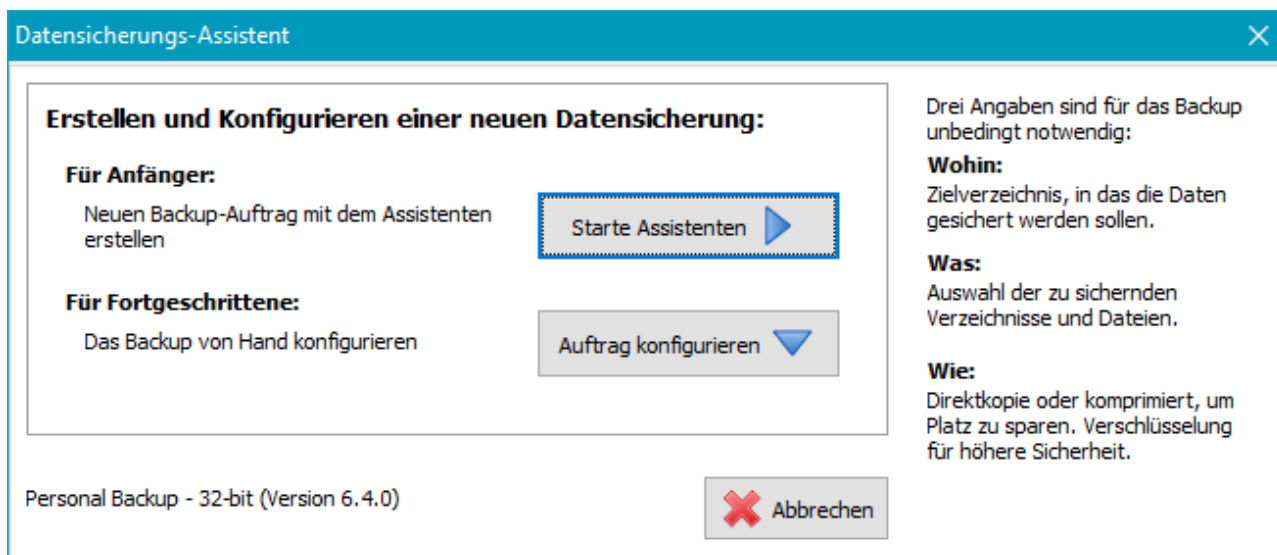 Datensicherungs-Assistent
Erstellen und Konfigurieren einer neuen Datensicherung:
Für Anfänger:
Neuen Backup-Auftrag mit dem Assistenten
erstellen
Starte Assistenten
Für Fortgeschrittene:
Das Backup von Hand konfigurieren
Auftrag konfigurieren
Drei Angaben sind für das Backup
unbedingt notwendig:
Wohin:
Zielverzeichnis, in das die Daten
gesichert werden sollen.
Was:
Auswahl der zu sichernden
Verzeichnisse und Dateien.
Wie:
Direktkopie oder komprimiert, um
Platz zu sparen. Verschlüsselung
für höhere Sicherheit.
Personal Backup - 32-bit (Version 6.4.0)
Abbrechen